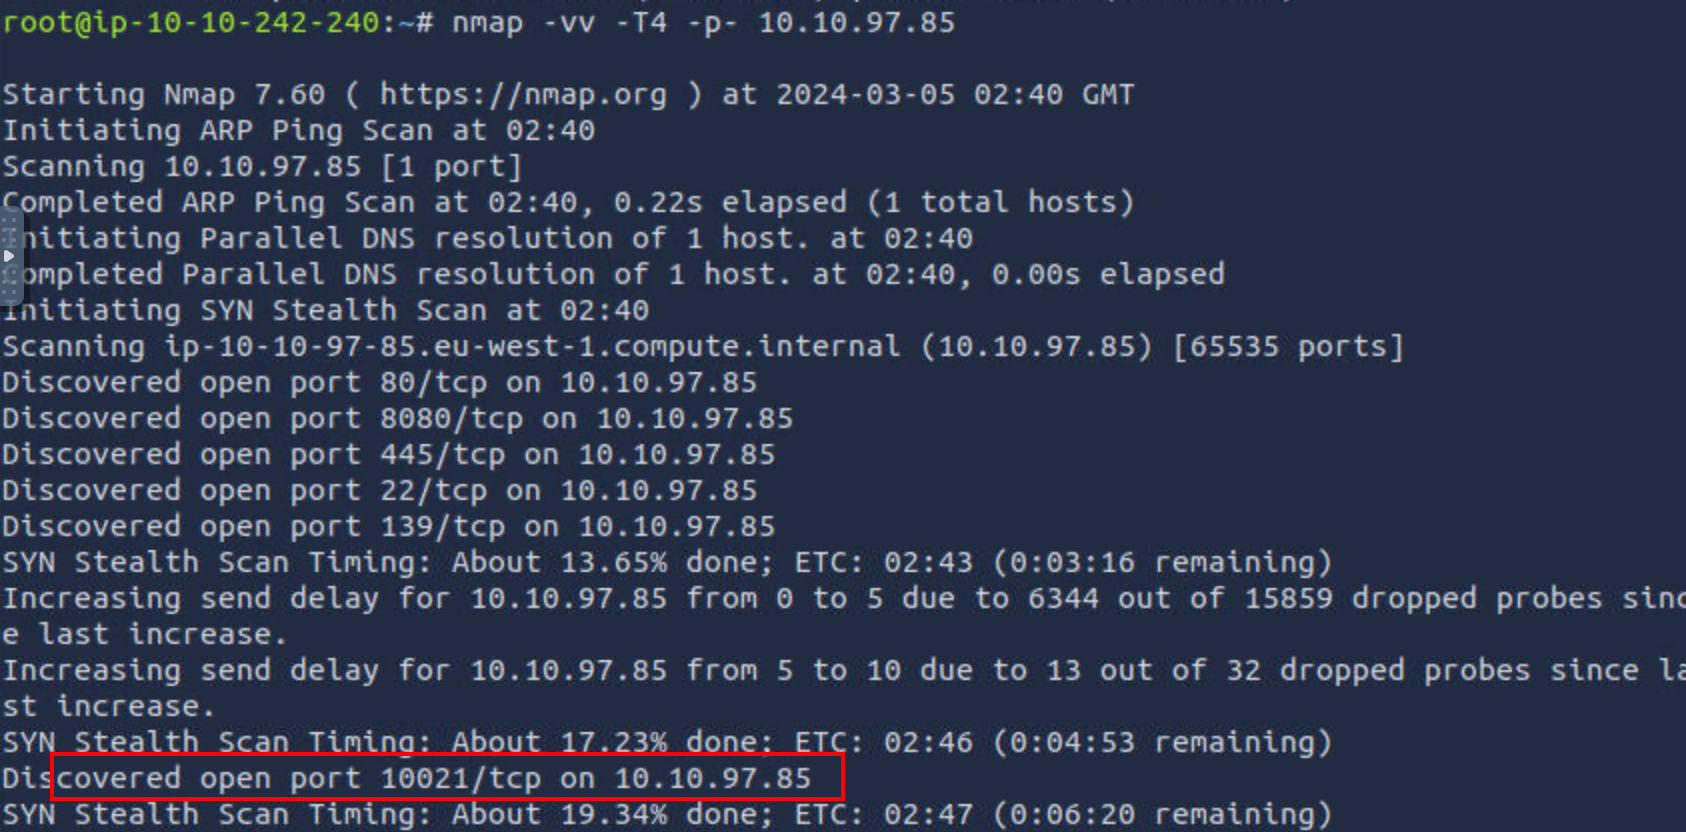 root@ip-10-10-242-240:~# nmap -vv -T4 -p- 10.10.97.85
Starting Nmap 7.60 ( https://nmap.org ) at 2024-03-05 02:40 GMT
Initiating ARP Ping Scan at 02:40
Scanning 10.10.97.85 [1 port]
Completed ARP Ping Scan at 02:40, 0.22s elapsed (1 total hosts)
Initiating Parallel DNS resolution of 1 host. at 02:40
Completed Parallel DNS resolution of 1 host. at 02:40, 0.00s elapsed
Initiating SYN Stealth Scan at 02:40
Scanning ip-10-10-97-85.eu-west-1.compute.internal (10.10.97.85) [65535 ports]
Discovered open port 80/tcp on 10.10.97.85
Discovered open port 8080/tcp on 10.10.97.85
Discovered open port 445/tcp on 10.10.97.85
Discovered open port 22/tcp on 10.10.97.85
Discovered open port 139/tcp on 10.10.97.85
SYN Stealth Scan Timing: About 13.65% done; ETC: 02:43 (0:03:16 remaining)
Increasing send delay for 10.10.97.85 from 0 to 5 due to 6344 out of 15859 dropped probes sinc
e last increase.
Increasing send delay for 10.10.97.85 from 5 to 10 due to 13 out of 32 dropped probes since la
st increase.
SYN Stealth Scan Timing: About 17.23% done; ETC: 02:46 (0:04:53 remaining)
Discovered open port 10021/tcp on 10.10.97.85
SYN Stealth Scan Timing: About 19.34% done; ETC: 02:47 (0:06:20 remaining)